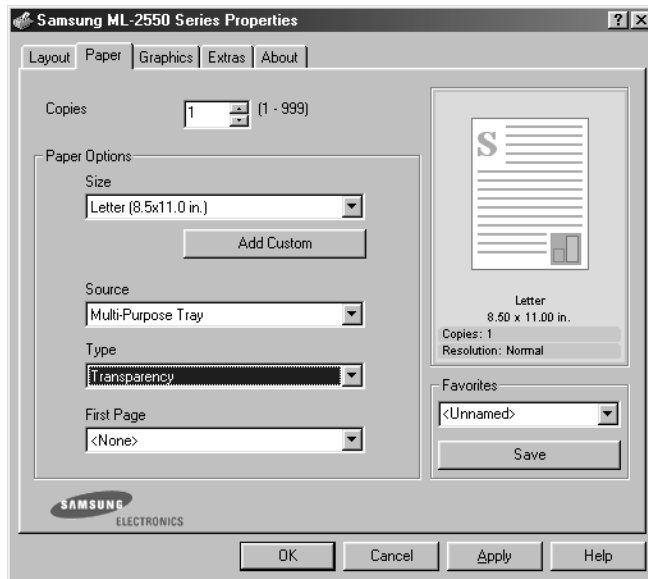 Samsung ML-2550 Series Properties
Layout Paper Graphics Extras About
Copies 1 (1 - 999)
Paper Options
Size
Letter (8.5x11.0 in.)
Add Custom
Source
Multi-Purpose Tray
Type
Transparency
First Page
<None>
S
Letter
8.50 x 11.00 in.
Copies: 1
Resolution: Normal
Favorites
<Unnamed>
Save
SAMSUNG
ELECTRONICS
OK Cancel Apply Help